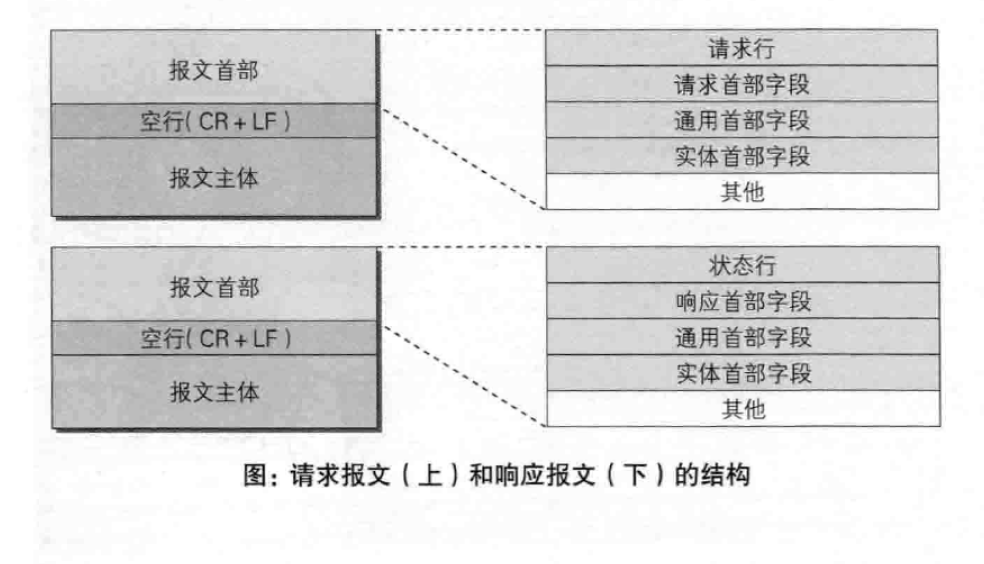 报文首部
空行(CR+LF)
报文主体
请求行
请求首部字段
通用首部字段
实体首部字段
其他
报文首部
空行(CR+LF)
报文主体
状态行
响应首部字段
通用首部字段
实体首部字段
其他
图:请求报文(上)和响应报文(下)的结构